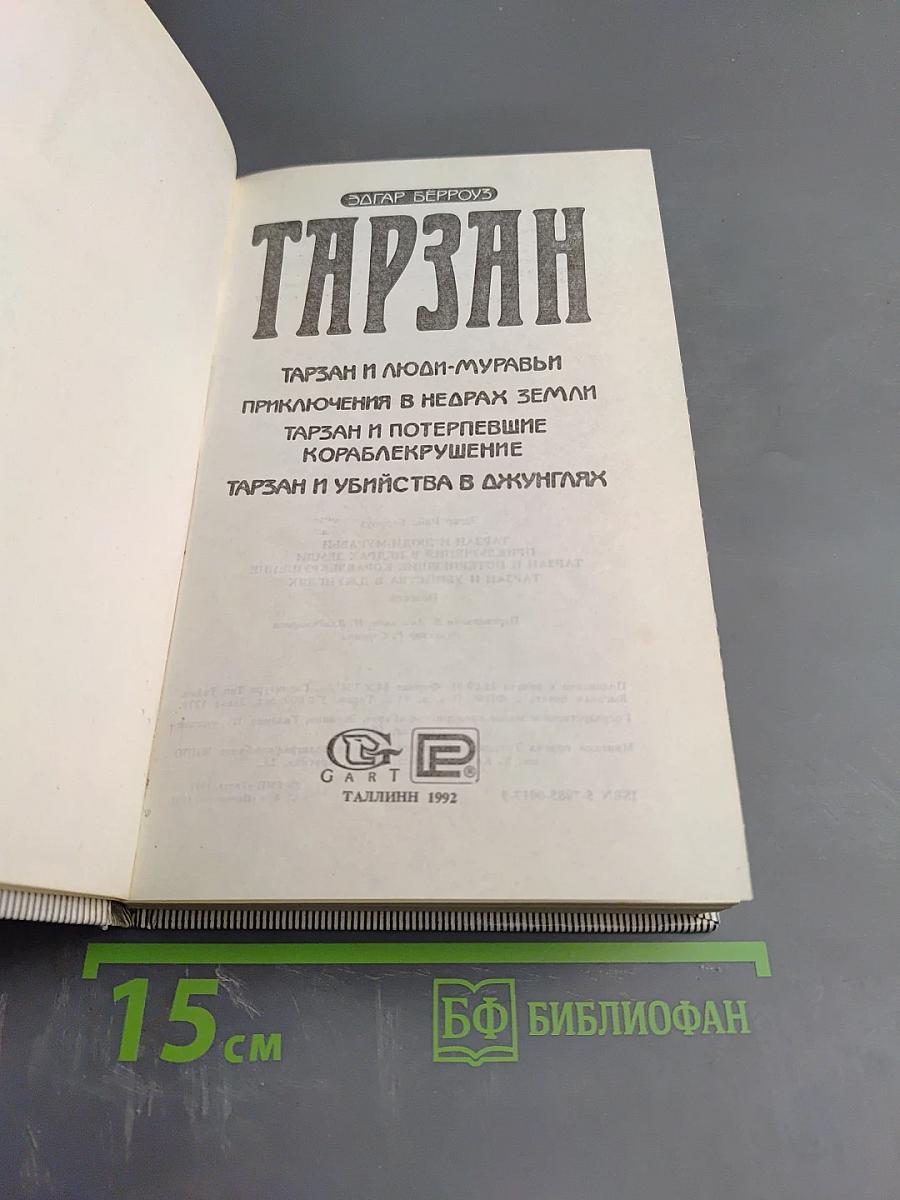 ЭДГАР БЕРРОУЗ
ТАРЗАН
ТАРЗАН И ЛЮДИ-МУРАВЬИ
ПРИКЛЮЧЕНИЯ В НЕДРАХ ЗЕМЛИ
ТАРЗАН И ПОТЕРПЕВШИЕ
КОРАБЛЕКРУШЕНИЕ
ТАРЗАН И УБИЙСТВА В ДЖУНГЛЯХ
GART
ТАЛЛИНН 1992
15 см
БФ БИБЛИОФАН